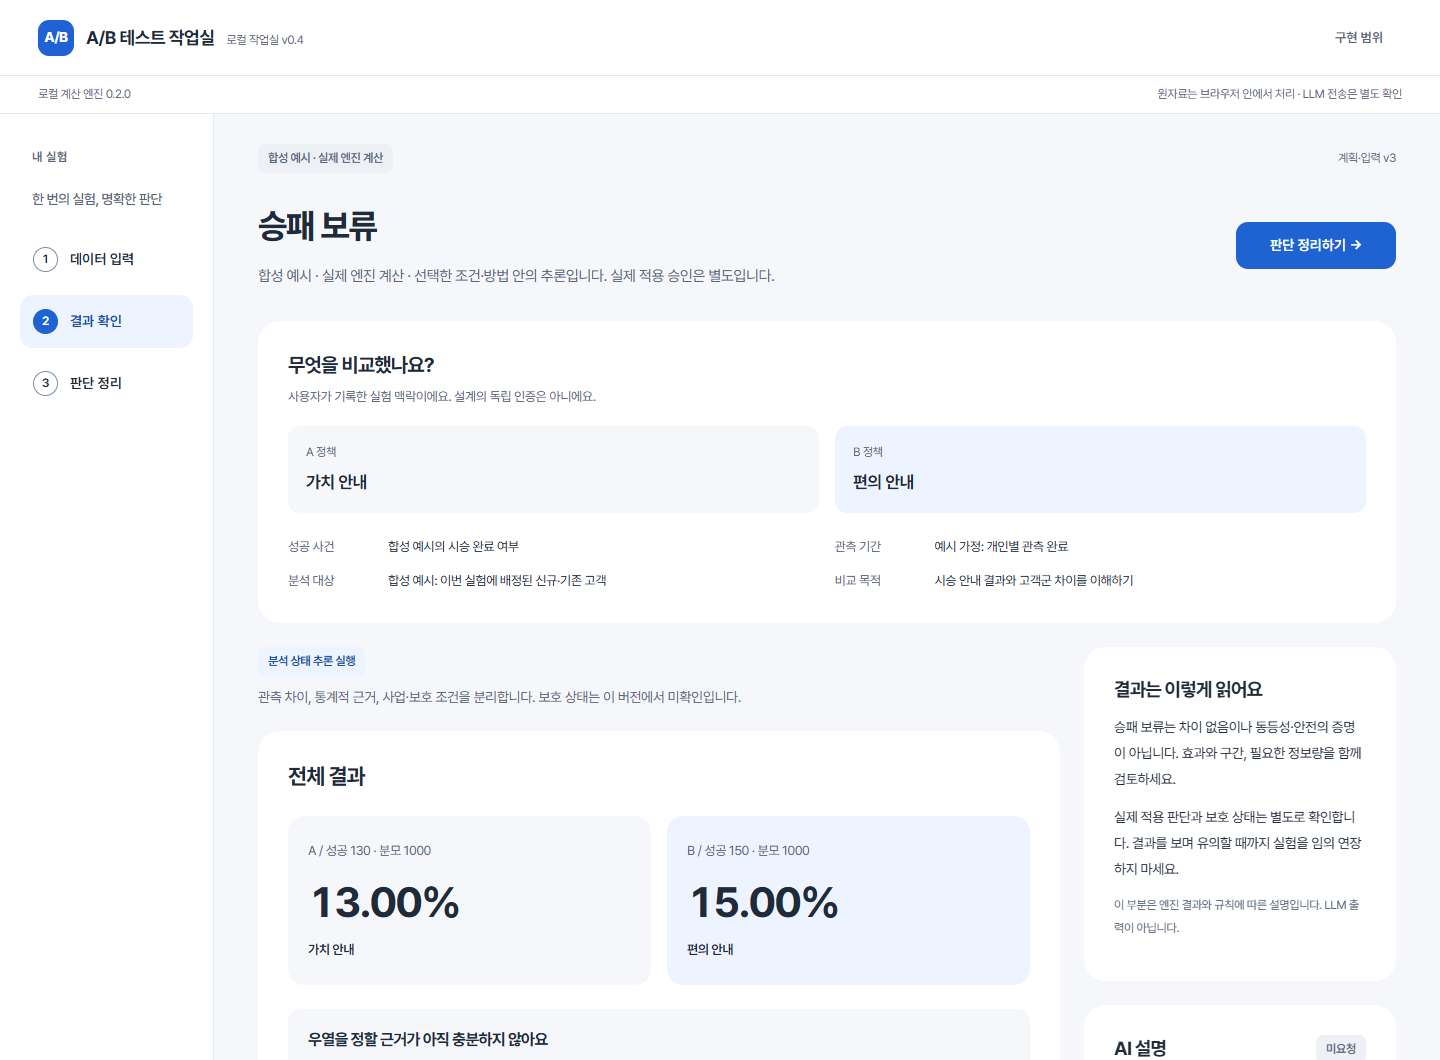 A/B
A/B 테스트 작업실
로컬 작업실 v0.4
구현 범위
로컬 계산 엔진 0.2.0
원자료는 브라우저 안에서 처리 · LLM 전송은 별도 확인
내 실험
한 번의 실험, 명확한 판단
1 데이터 입력
2 결과 확인
3 판단 정리
합성 예시 · 실제 엔진 계산
계획·입력 v3
승패 보류
합성 예시 · 실제 엔진 계산 · 선택한 조건·방법 안의 추론입니다. 실제 적용 승인은 별도입니다.
판단 정리하기 →
무엇을 비교했나요?
사용자가 기록한 실험 맥락이에요. 설계의 독립 인증은 아니에요.
A 정책
가치 안내
B 정책
편의 안내
성공 사건 합성 예시의 시승 완료 여부
관측 기간 예시 가정: 개인별 관측 완료
분석 대상 합성 예시: 이번 실험에 배정된 신규·기존 고객
비교 목적 시승 안내 결과와 고객군 차이를 이해하기
분석 상태 추론 실행
관측 차이, 통계적 근거, 사업·보호 조건을 분리합니다. 보호 상태는 이 버전에서 미확인입니다.
전체 결과
A / 성공 130 · 분모 1000
13.00%
가치 안내
B / 성공 150 · 분모 1000
15.00%
편의 안내
우열을 정할 근거가 아직 충분하지 않아요
결과는 이렇게 읽어요
승패 보류는 차이 없음이나 동등성·안전의 증명
이 아닙니다. 효과와 구간, 필요한 정보량을 함께
검토하세요.
실제 적용 판단과 보호 상태는 별도로 확인합니
다. 결과를 보며 유의할 때까지 실험을 임의 연장
하지 마세요.
이 부분은 엔진 결과와 규칙에 따른 설명입니다. LLM 출
력이 아닙니다.
AI 설명
미요청